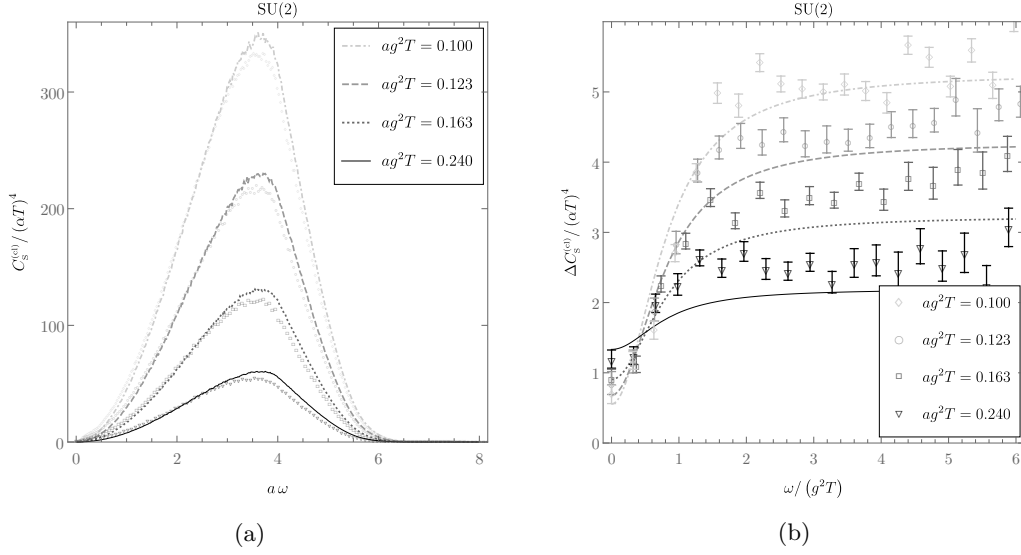 SU(2)
C_S^(cl)/(αT)^4
300
200
100
0
ag²T = 0.100
ag²T = 0.123
ag²T = 0.163
ag²T = 0.240
0 2 4 6 8
a ω
(a)
SU(2)
ΔC_S^(cl)/(αT)^4
5
4
3
2
1
0
ag²T = 0.100
ag²T = 0.123
ag²T = 0.163
ag²T = 0.240
0 1 2 3 4 5 6
ω/(g²T)
(b)